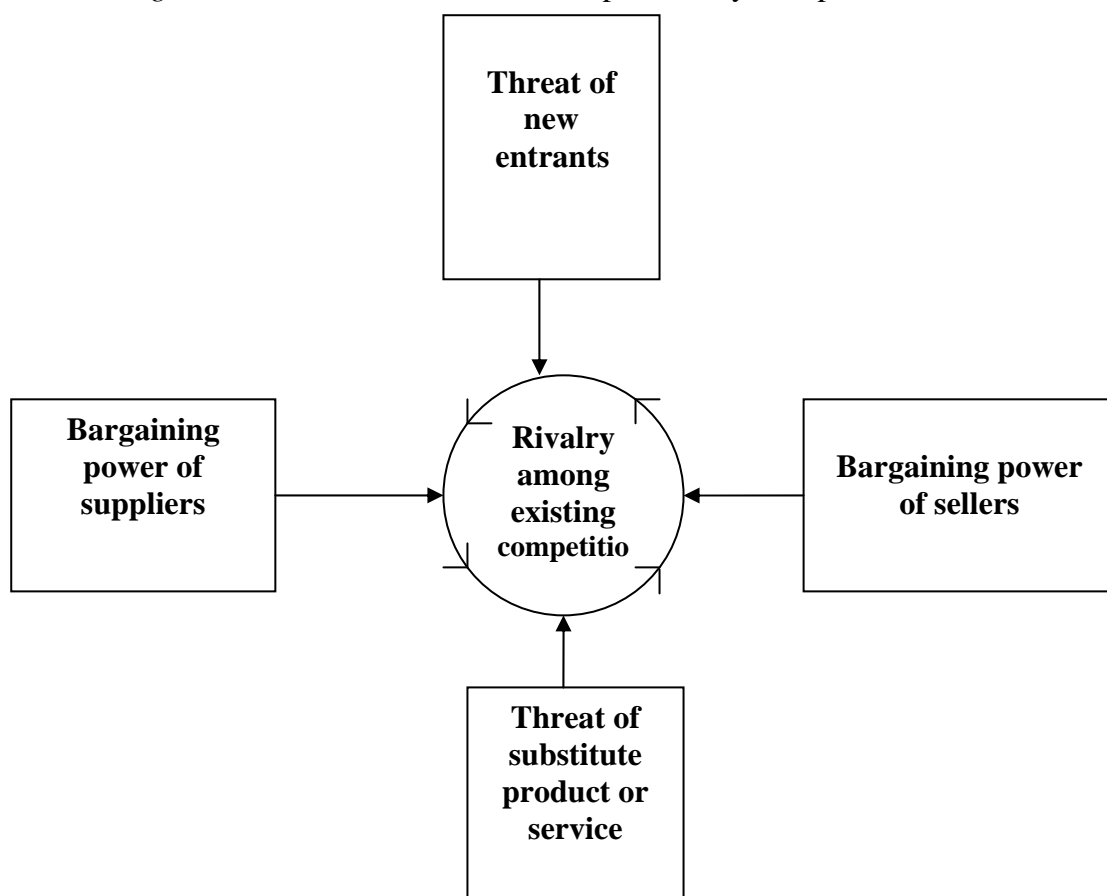 Threat of
new
entrants
Bargaining
power of
suppliers
Rivalry
among
existing
competitio
Bargaining power
of sellers
Threat of
substitute
product or
service